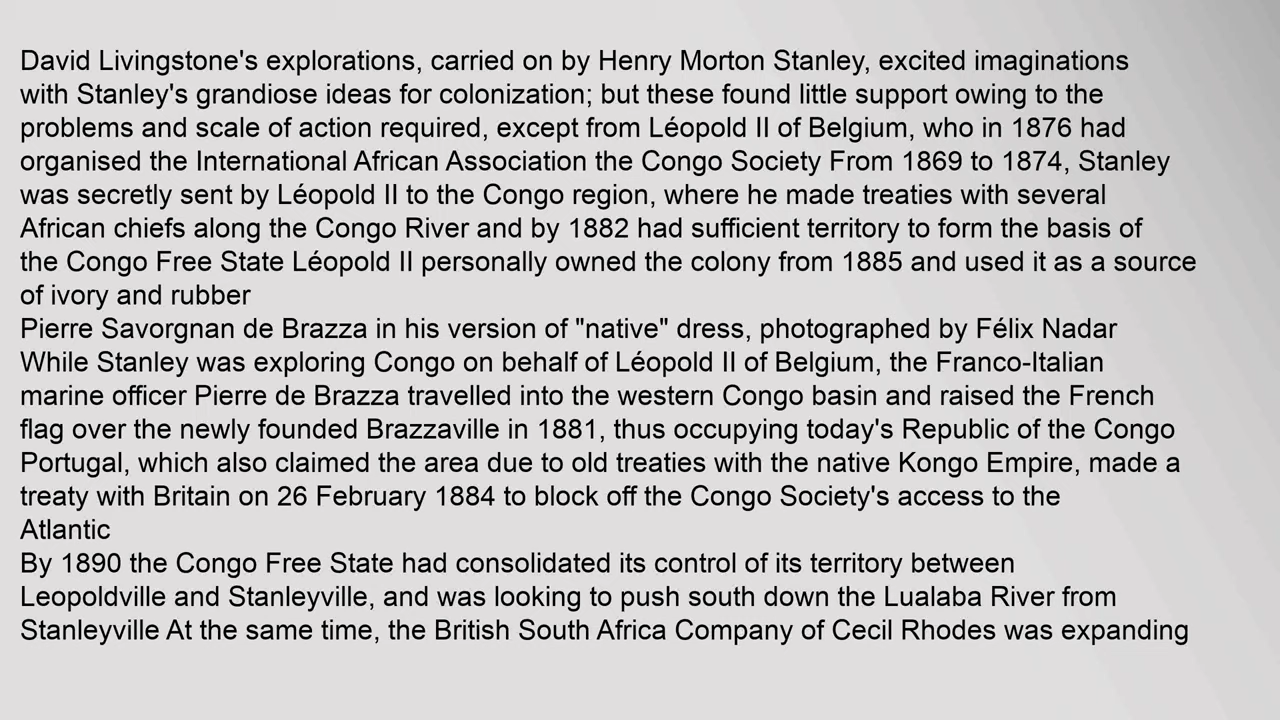 David Livingstone's explorations, carried on by Henry Morton Stanley, excited imaginations
with Stanley's grandiose ideas for colonization; but these found little support owing to the
problems and scale of action required, except from Léopold II of Belgium, who in 1876 had
organised the International African Association the Congo Society From 1869 to 1874, Stanley
was secretly sent by Léopold II to the Congo region, where he made treaties with several
African chiefs along the Congo River and by 1882 had sufficient territory to form the basis of
the Congo Free State Léopold II personally owned the colony from 1885 and used it as a source
of ivory and rubber
Pierre Savorgnan de Brazza in his version of "native" dress, photographed by Félix Nadar
While Stanley was exploring Congo on behalf of Léopold II of Belgium, the Franco-Italian
marine officer Pierre de Brazza travelled into the western Congo basin and raised the French
flag over the newly founded Brazzaville in 1881, thus occupying today's Republic of the Congo
Portugal, which also claimed the area due to old treaties with the native Kongo Empire, made a
treaty with Britain on 26 February 1884 to block off the Congo Society's access to the
Atlantic
By 1890 the Congo Free State had consolidated its control of its territory between
Leopoldville and Stanleyville, and was looking to push south down the Lualaba River from
Stanleyville At the same time, the British South Africa Company of Cecil Rhodes was expanding